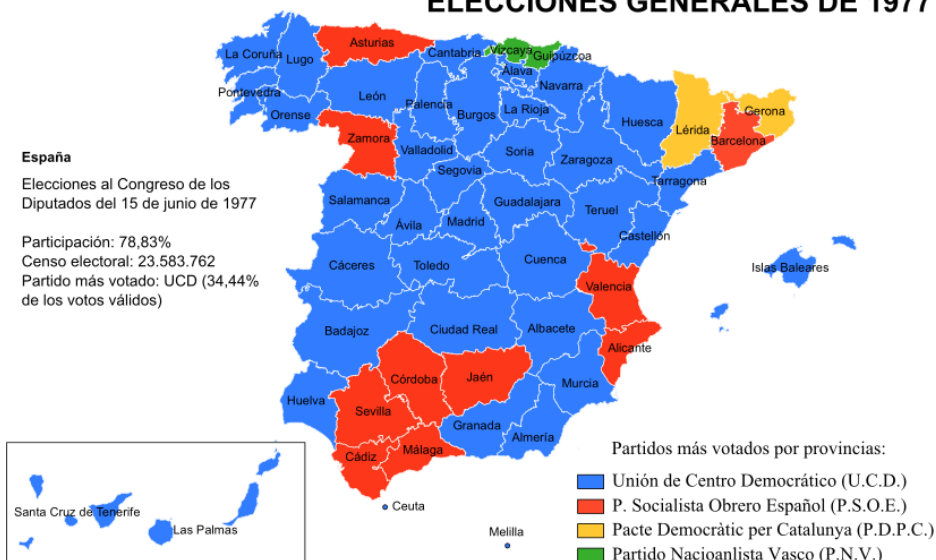 ELECCIONES GENERALES DE 1977
España
Elecciones al Congreso de los
Diputados del 15 de junio de 1977
Participación: 78,83%
Censo electoral: 23.583.762
Partido más votado: UCD (34,44%
de los votos válidos)
La Coruña
Lugo
Asturias
Cantabria
Vizcaya
Guipúzcoa
Álava
Navarra
Pontevedra
Orense
León
Palencia
Burgos
La Rioja
Huesca
Lérida
Gerona
Barcelona
Zamora
Valladolid
Soria
Zaragoza
Segovia
Tarragona
Salamanca
Ávila
Madrid
Guadalajara
Teruel
Castellón
Cáceres
Toledo
Cuenca
Valencia
Islas Baleares
Badajoz
Ciudad Real
Albacete
Alicante
Córdoba
Jaén
Murcia
Huelva
Sevilla
Granada
Almería
Cádiz
Málaga
Ceuta
Melilla
Santa Cruz de Tenerife
Las Palmas
Partidos más votados por provincias:
Unión de Centro Democrático (U.C.D.)
P. Socialista Obrero Español (P.S.O.E.)
Pacte Democràtic per Catalunya (P.D.P.C.)
Partido Nacioanlista Vasco (P.N.V.)